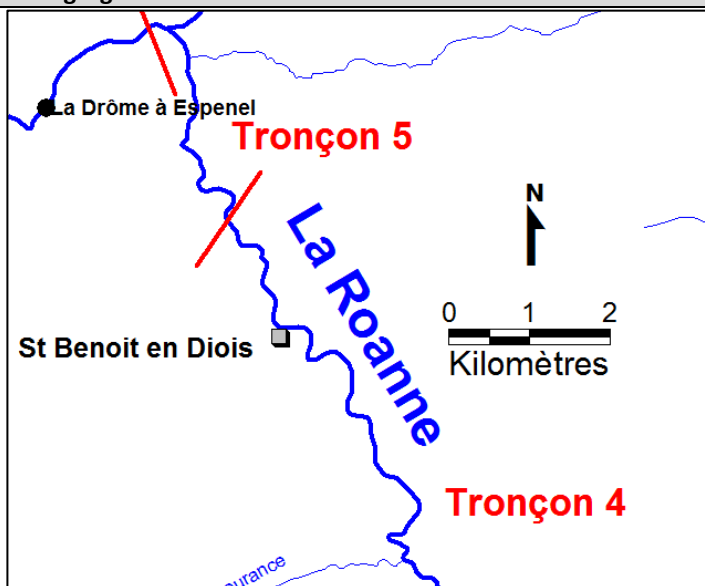 La Drôme à Espenel
Tronçon 5
N
La Roanne
0 1 2
Kilomètres
St Benoit en Diois
Tronçon 4